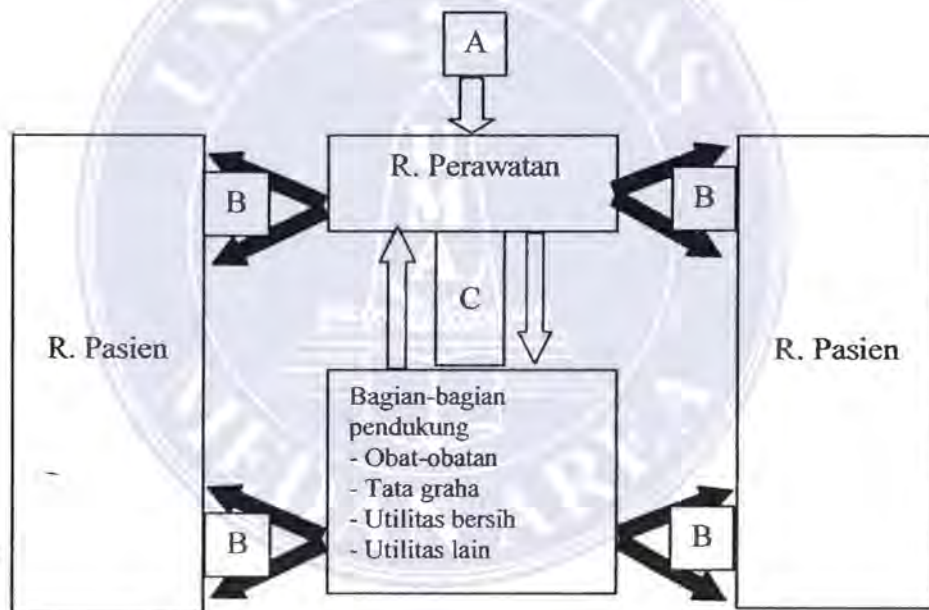 A
R. Perawatan
B
B
C
R. Pasien
R. Pasien
Bagian-bagian
pendukung
- Obat-obatan
- Tata graha
- Utilitas bersih
- Utilitas lain
B
B